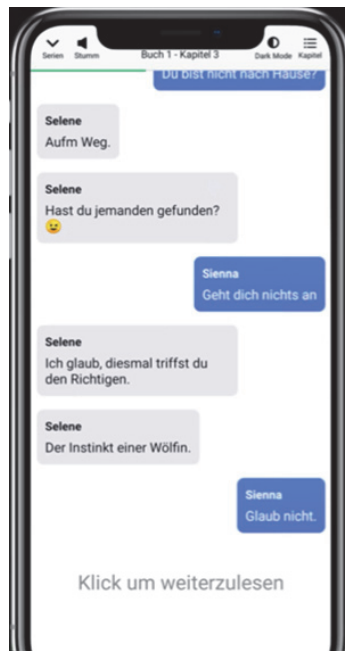 Serien Stumm Buch 1 - Kapitel 3 Dark Mode Kapitel
Du bist nicht nach Hause?
Selene
Aufm Weg.
Selene
Hast du jemanden gefunden?
Sienna
Geht dich nichts an
Selene
Ich glaub, diesmal triffst du
den Richtigen.
Selene
Der Instinkt einer Wölfin.
Sienna
Glaub nicht.
Klick um weiterzulesen